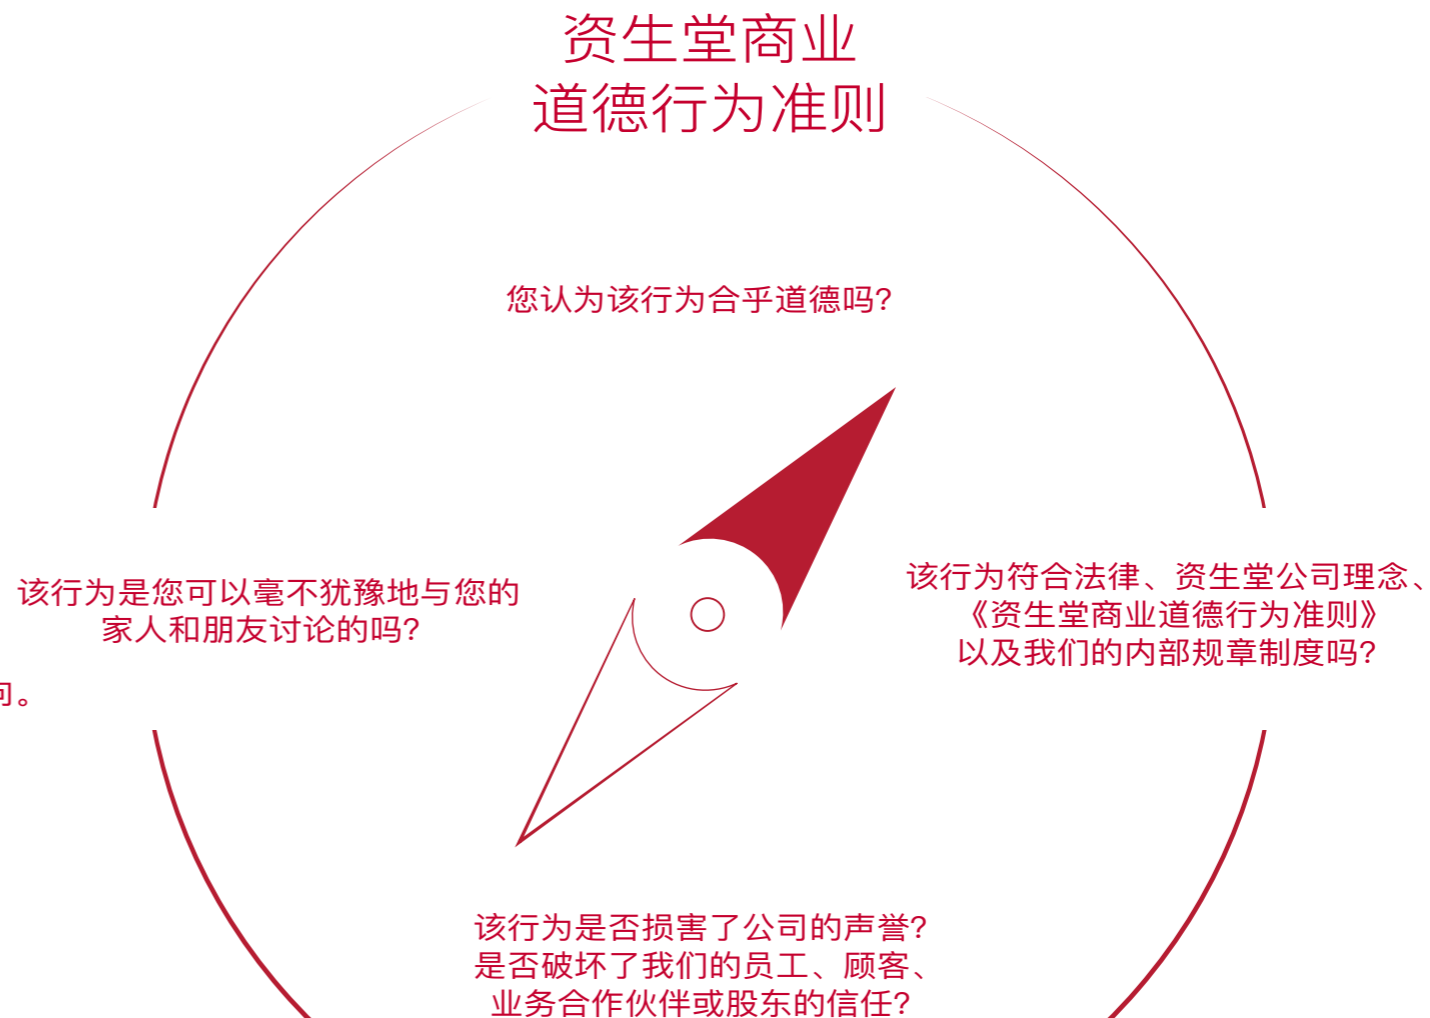 资生堂商业
道德行为准则
您认为该行为合乎道德吗?
该行为是您可以毫不犹豫地与您的
家人和朋友讨论的吗?
该行为符合法律、资生堂公司理念、
《资生堂商业道德行为准则》
以及我们的内部规章制度吗?
该行为是否损害了公司的声誉?
是否破坏了我们的员工、顾客、
业务合作伙伴或股东的信任?